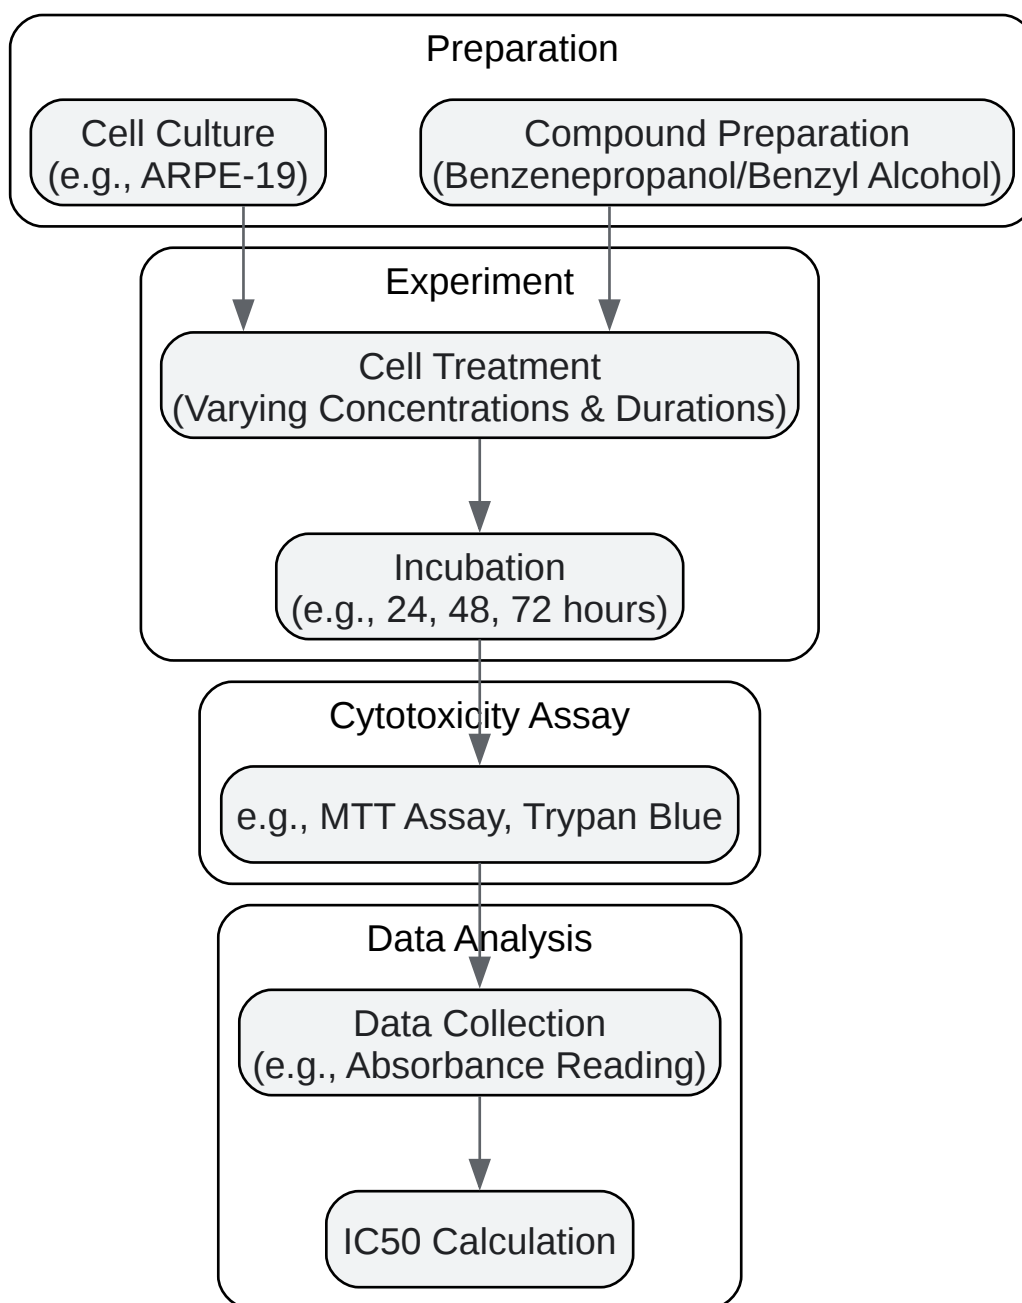 Preparation
Cell Culture
(e.g., ARPE-19)
Compound Preparation
(Benzenepropanol/Benzyl Alcohol)
Experiment
Cell Treatment
(Varying Concentrations & Durations)
Incubation
(e.g., 24, 48, 72 hours)
Cytotoxicity Assay
e.g., MTT Assay, Trypan Blue
Data Analysis
Data Collection
(e.g., Absorbance Reading)
IC50 Calculation